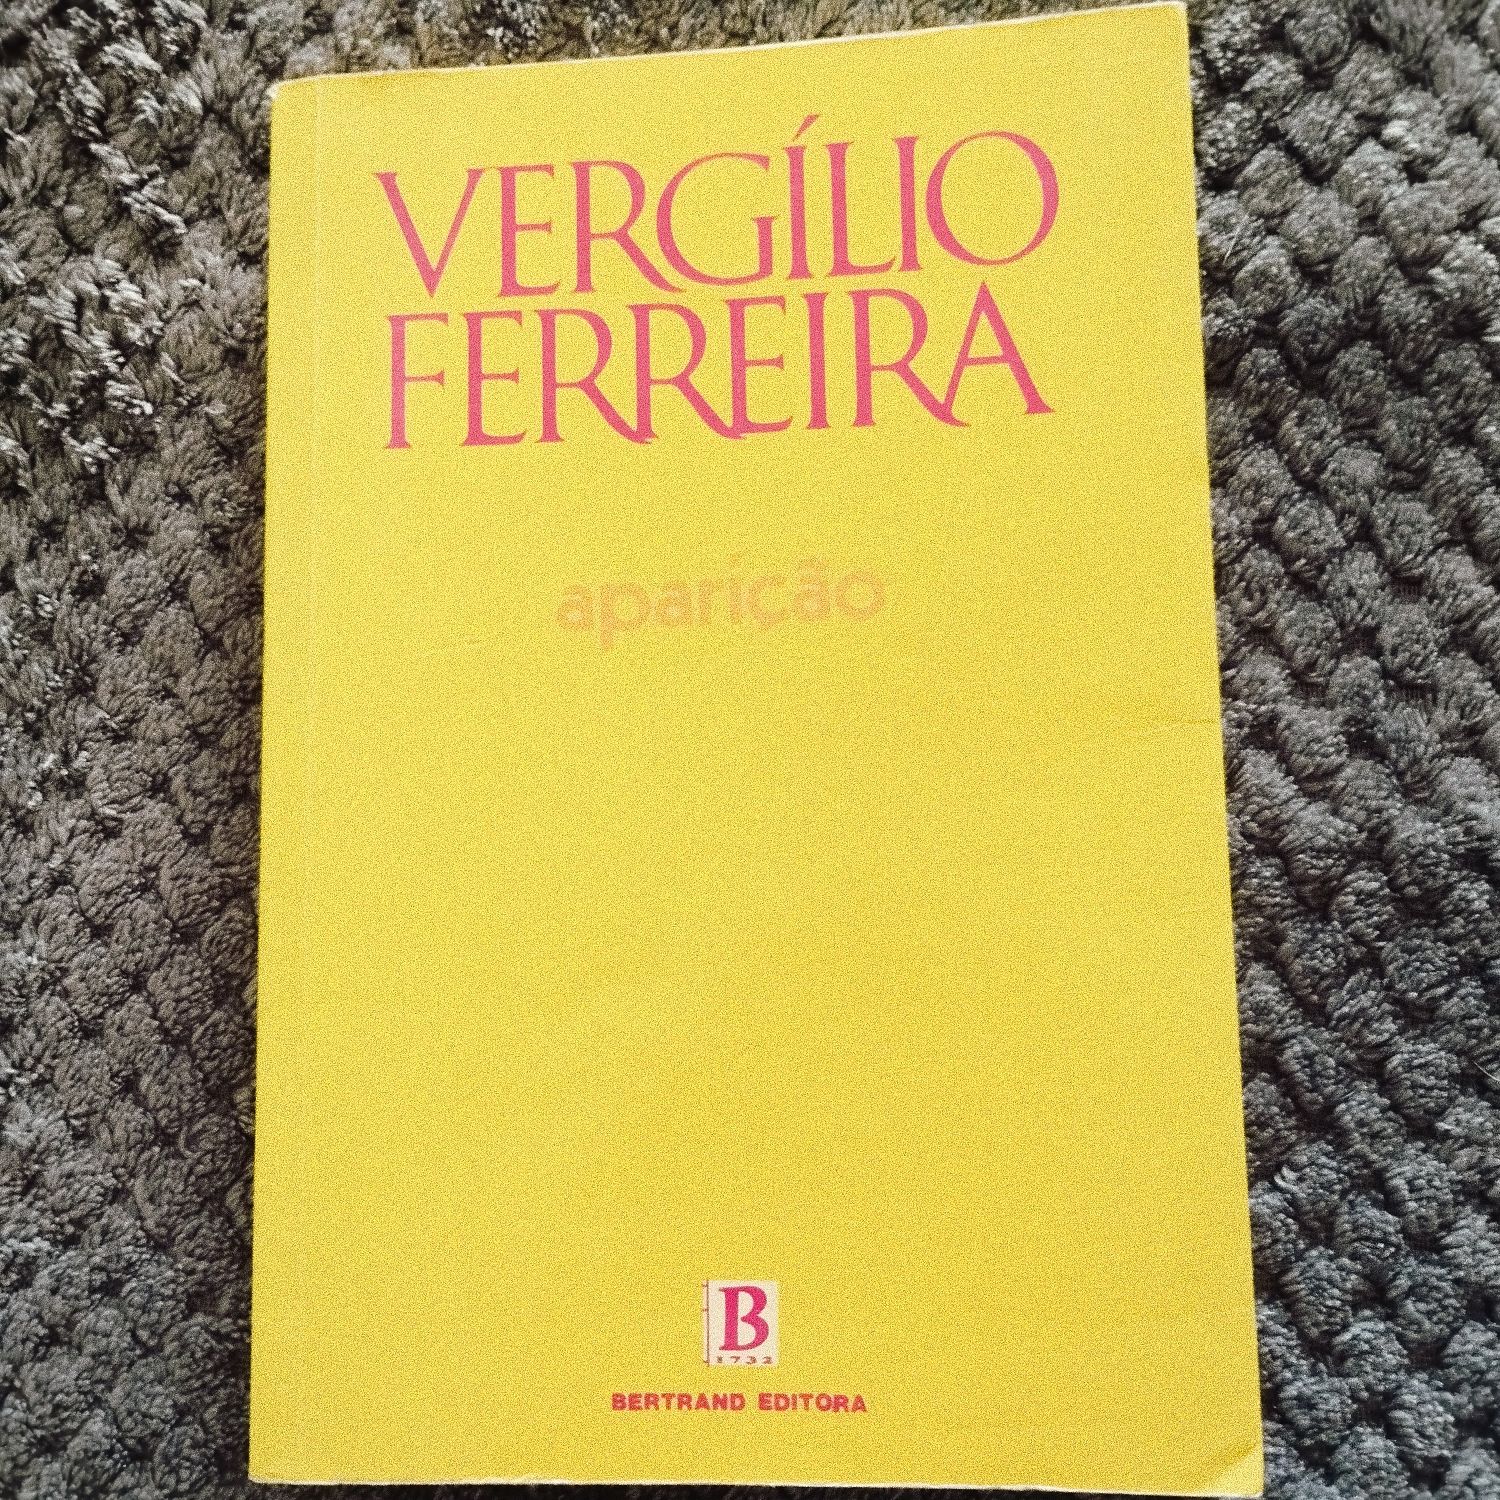 VERGÍLIO
FERREIRA
aparição
B
1732
BERTRAND EDITORA